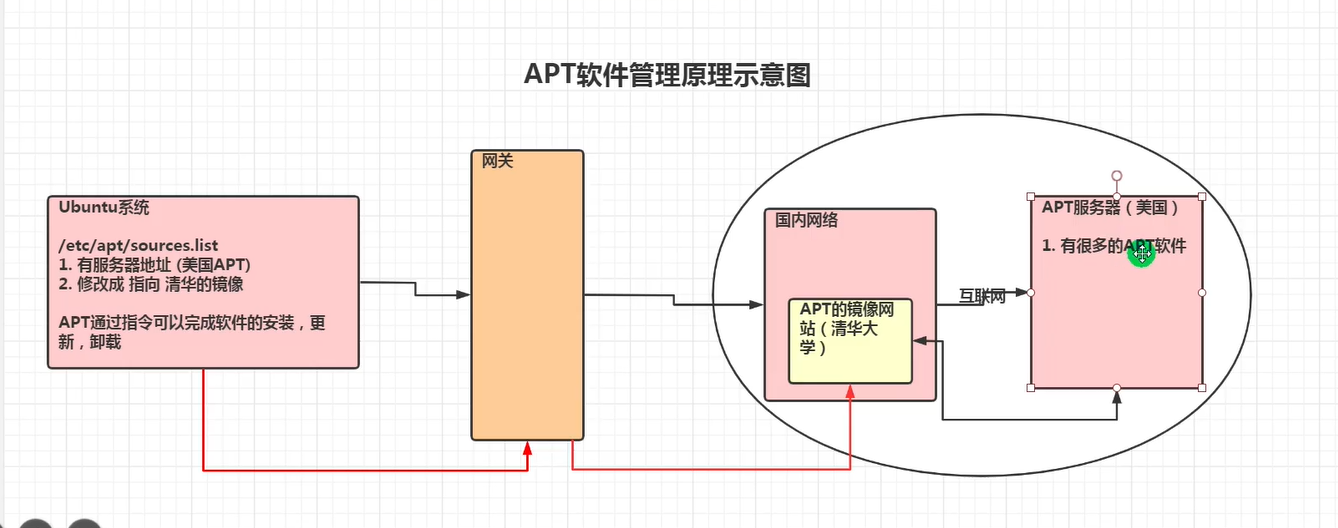 APT软件管理原理示意图
网关
Ubuntu系统
/etc/apt/sources.list
1. 有服务器地址 (美国APT)
2. 修改成 指向 清华的镜像
APT通过指令可以完成软件的安装，更
新，卸载
国内网络
APT的镜像网
站（清华大
学）
互联网
APT服务器（美国）
1. 有很多的APT软件